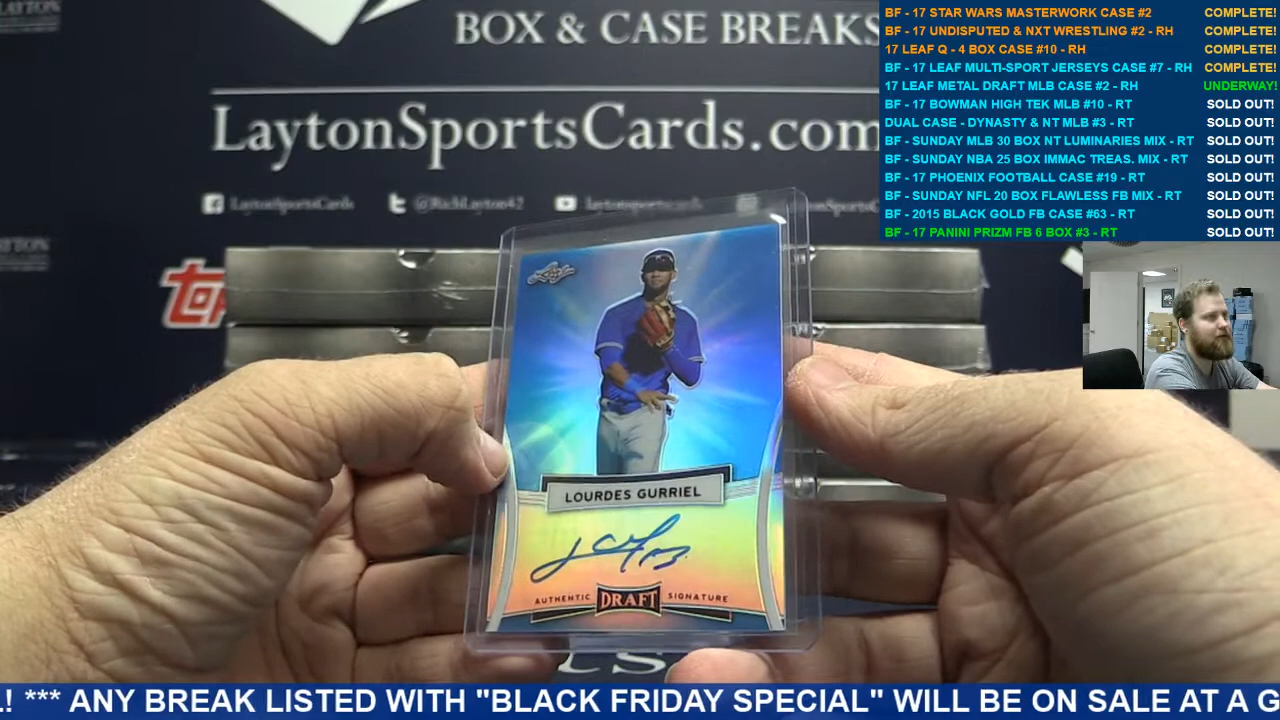 BOX & CASE BREAKS
LaytonSportsCards.com
LaytonSportsCards
@RichLayton42
LaytonSportsCards
BF - 17 STAR WARS MASTERWORK CASE #2 COMPLETE!
BF - 17 UNDISPUTED & NXT WRESTLING #2 - RH COMPLETE!
17 LEAF Q - 4 BOX CASE #10 - RH COMPLETE!
BF - 17 LEAF MULTI-SPORT JERSEYS CASE #7 - RH COMPLETE!
17 LEAF METAL DRAFT MLB CASE #2 - RH UNDERWAY!
BF - 17 BOWMAN HIGH TEK MLB #10 - RT SOLD OUT!
DUAL CASE - DYNASTY & NT MLB #3 - RT SOLD OUT!
BF - SUNDAY MLB 30 BOX NT LUMINARIES MIX - RT SOLD OUT!
BF - SUNDAY NBA 25 BOX IMMAC TREAS. MIX - RT SOLD OUT!
BF - 17 PHOENIX FOOTBALL CASE #19 - RT SOLD OUT!
BF - SUNDAY NFL 20 BOX FLAWLESS FB MIX - RT SOLD OUT!
BF - 2015 BLACK GOLD FB CASE #63 - RT SOLD OUT!
BF - 17 PANINI PRIZM FB 6 BOX #3 - RT SOLD OUT!
Leaf
LOURDES GURRIEL
AUTHENTIC DRAFT SIGNATURE
L! *** ANY BREAK LISTED WITH "BLACK FRIDAY SPECIAL" WILL BE ON SALE AT A G